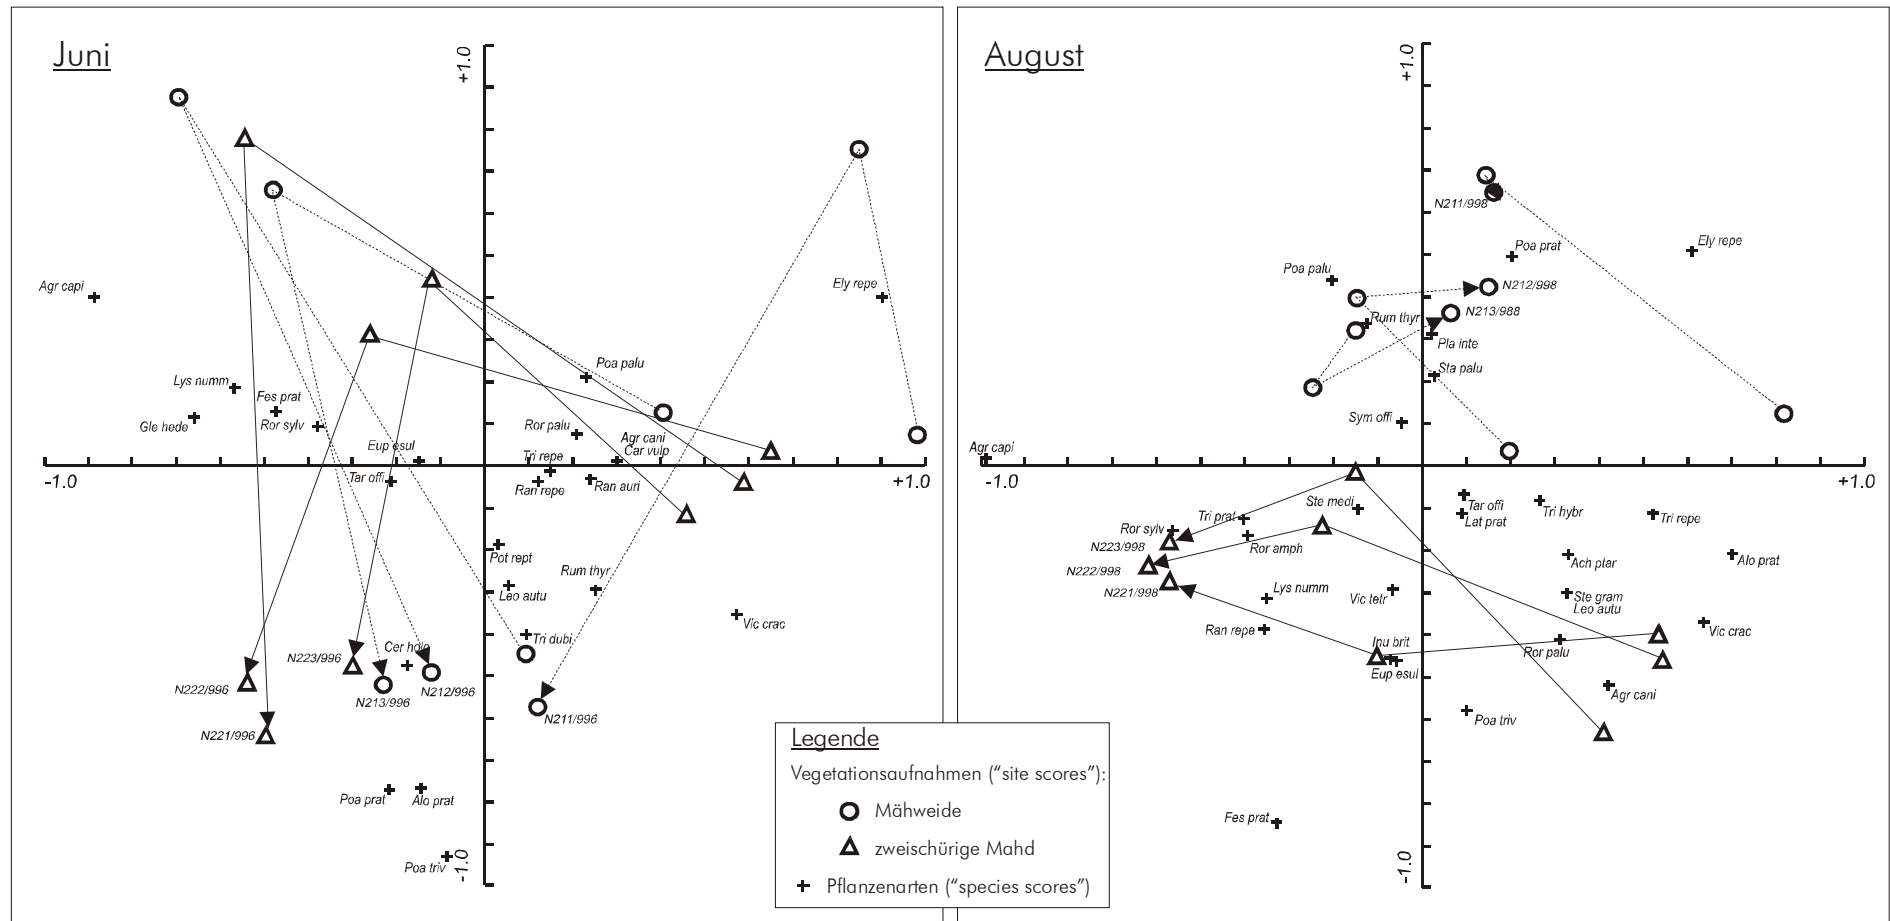 Juni
+1.0
Agr capi
Ely repe
Poa palu
Lys numm
Fes prat
Gle hede
Ror sylv
Ror palu
Agr cani
Car vulp
Eup esul
Tri repe
-1.0
Tar offi
Ran repe
Ran auri
+1.0
Pot rept
Rum thyr
Leo autu
Vic crac
Tri dubi
Cer holo
N223/996
N222/996
N213/996
N212/996
N211/996
N221/996
Poa prat
Alo prat
Poa triv
-1.0
August
+1.0
N211/998
Ely repe
Poa prat
Poa palu
N212/998
N213/988
Rum thyr
Pla inte
Sta palu
Sym offi
Agr capi
-1.0
+1.0
Ste medi
Tar offi
Lat prat
Tri hybr
Tri repe
Tri prat
Ror sylv
Ror amph
N223/998
N222/998
N221/998
Ach ptar
Alo prat
Lys numm
Vic tetr
Ste gram
Leo autu
Ran repe
Vic crac
Inu brit
Ror palu
Eup esul
Agr cani
Poa triv
Fes prat
-1.0
Legende
Vegetationsaufnahmen (“site scores”):
Mähweide
zweischürige Mahd
Pflanzenarten (“species scores”)